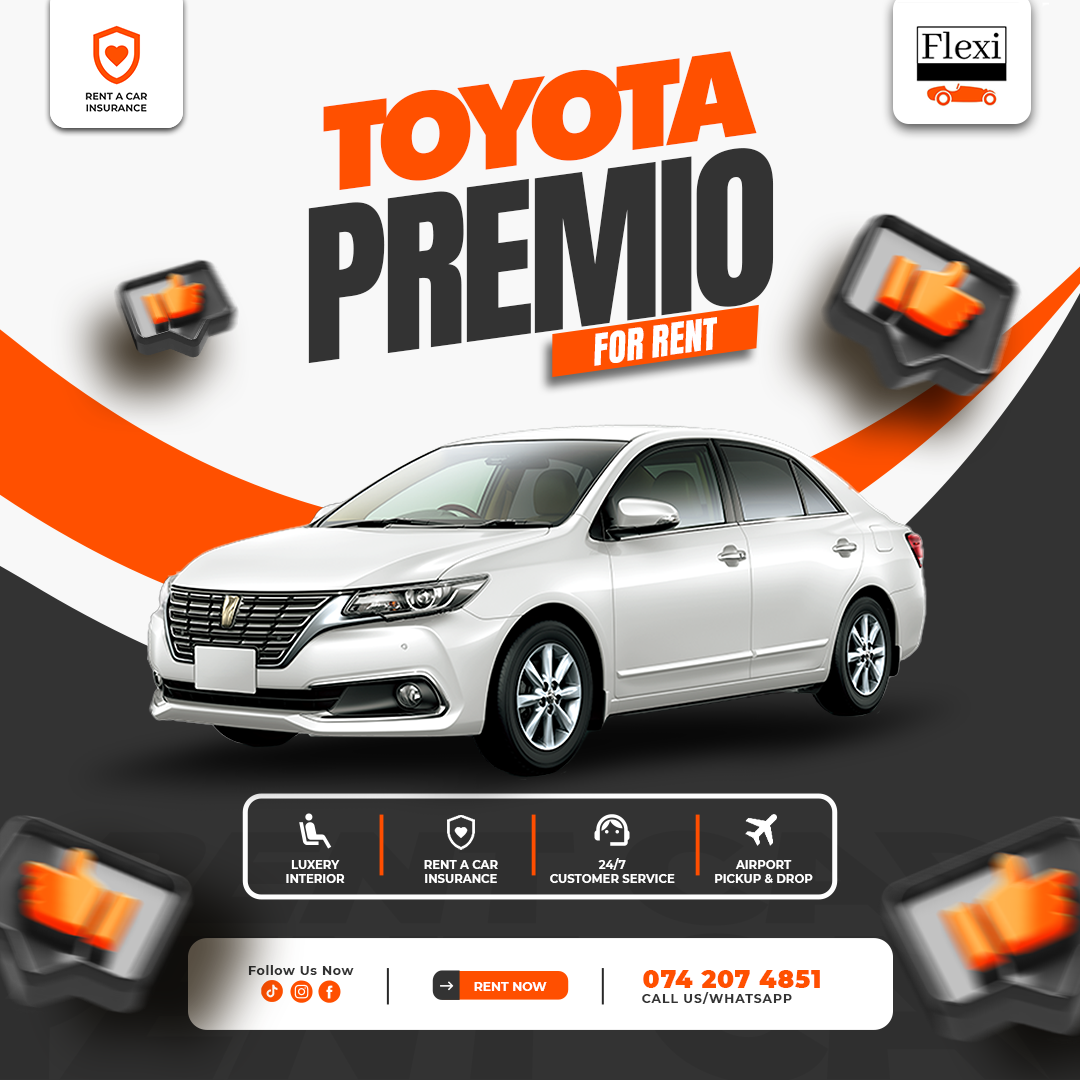 RENT A CAR
INSURANCE
Flexi
TOYOTA
PREMIO
FOR RENT
LUXERY
INTERIOR
RENT A CAR
INSURANCE
24/7
CUSTOMER SERVICE
AIRPORT
PICKUP & DROP
Follow Us Now
RENT NOW
074 207 4851
CALL US/WHATSAPP